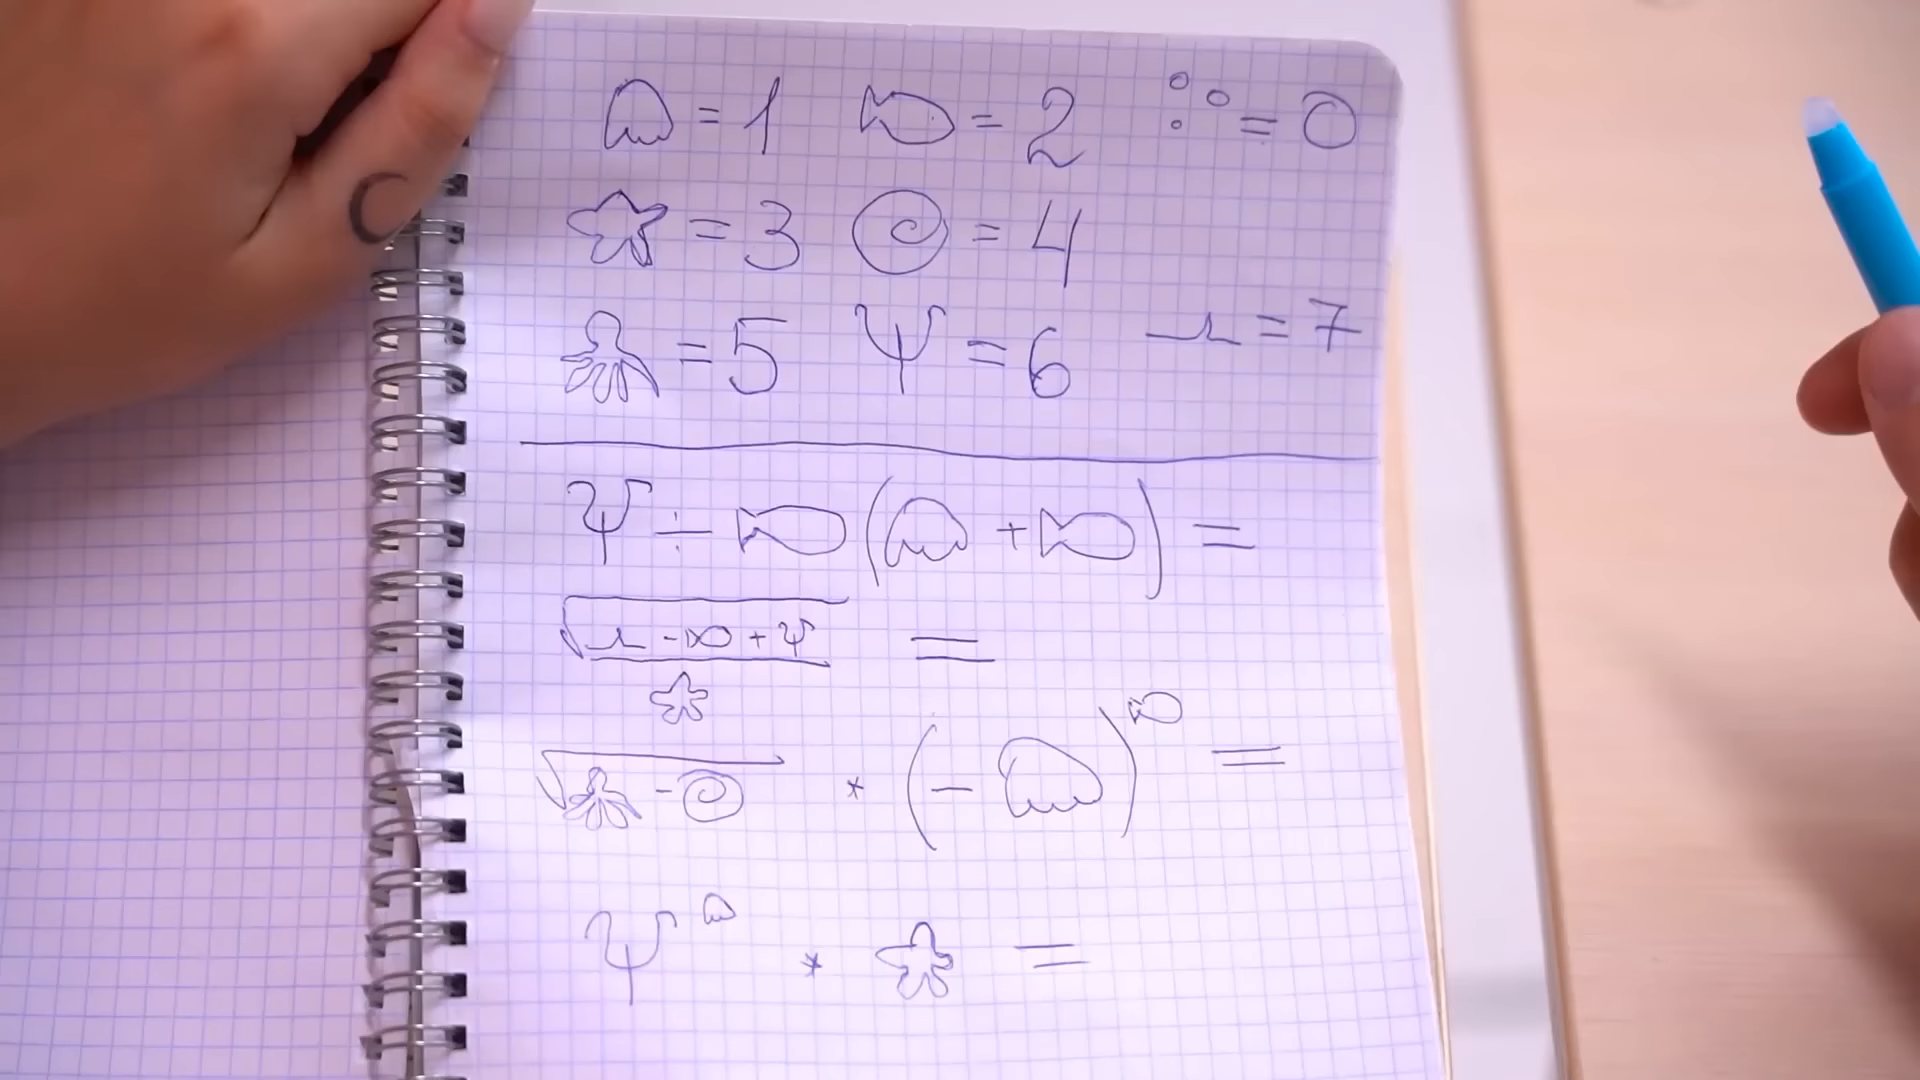 = 1 = 2 = 0
= 3 = 4
= 5 Ψ = 6 = 7
Ψ ÷ ( + ) =
√ - + Ψ =
√ - * (- ) =
Ψ * =